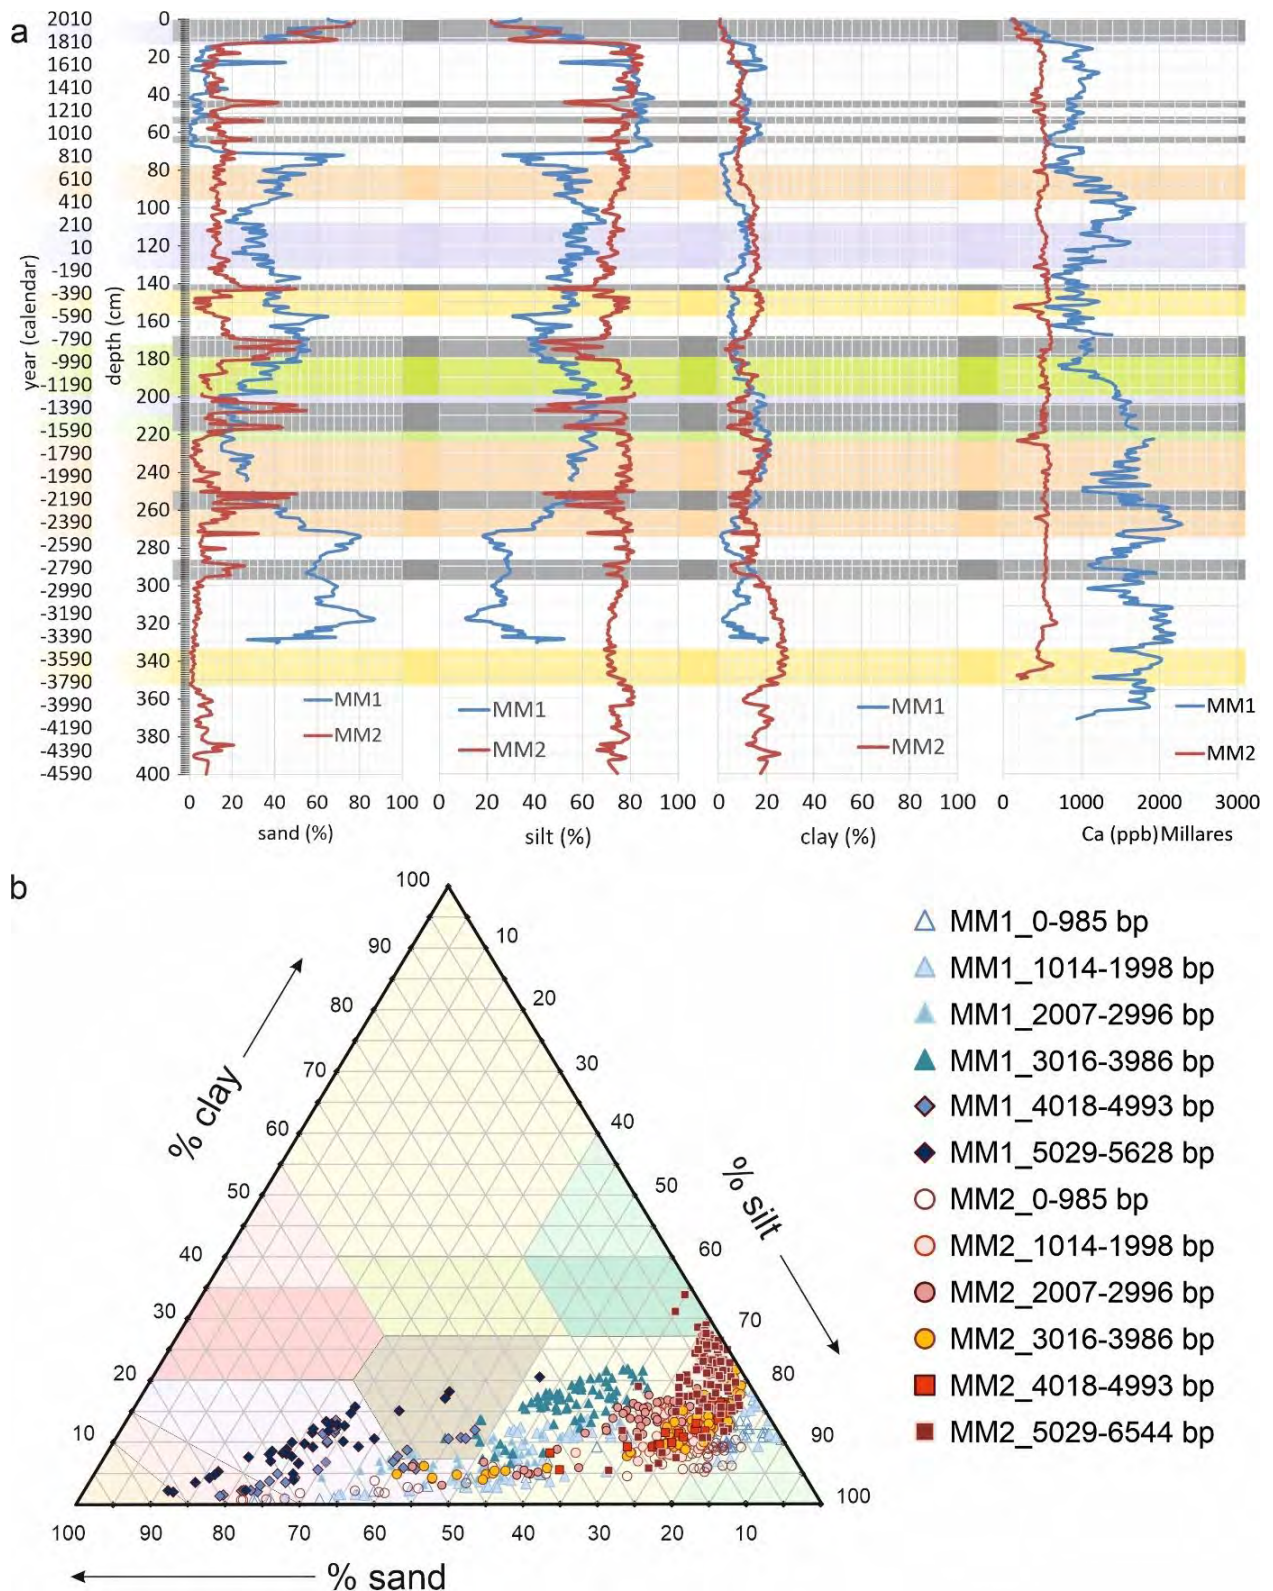 a
year (calendar)
2010
1810
1610
1410
1210
1010
810
610
410
210
10
-190
-390
-590
-790
-990
-1190
-1390
-1590
-1790
-1990
-2190
-2390
-2590
-2790
-2990
-3190
-3390
-3590
-3790
-3990
-4190
-4390
-4590
depth (cm)
0
20
40
60
80
100
120
140
160
180
200
220
240
260
280
300
320
340
360
380
400
MM1
MM2
MM1
MM2
MM1
MM2
MM1
MM2
0 20 40 60 80 100
0 20 40 60 80 100
0 20 40 60 80 100
0 1000 2000 3000
sand (%)
silt (%)
clay (%)
Ca (ppb) Millares
b
% clay
100
90
80
70
60
50
40
30
20
10
% silt
10
20
30
40
50
60
70
80
90
100
100 90 80 70 60 50 40 30 20 10
% sand
MM1_0-985 bp
MM1_1014-1998 bp
MM1_2007-2996 bp
MM1_3016-3986 bp
MM1_4018-4993 bp
MM1_5029-5628 bp
MM2_0-985 bp
MM2_1014-1998 bp
MM2_2007-2996 bp
MM2_3016-3986 bp
MM2_4018-4993 bp
MM2_5029-6544 bp